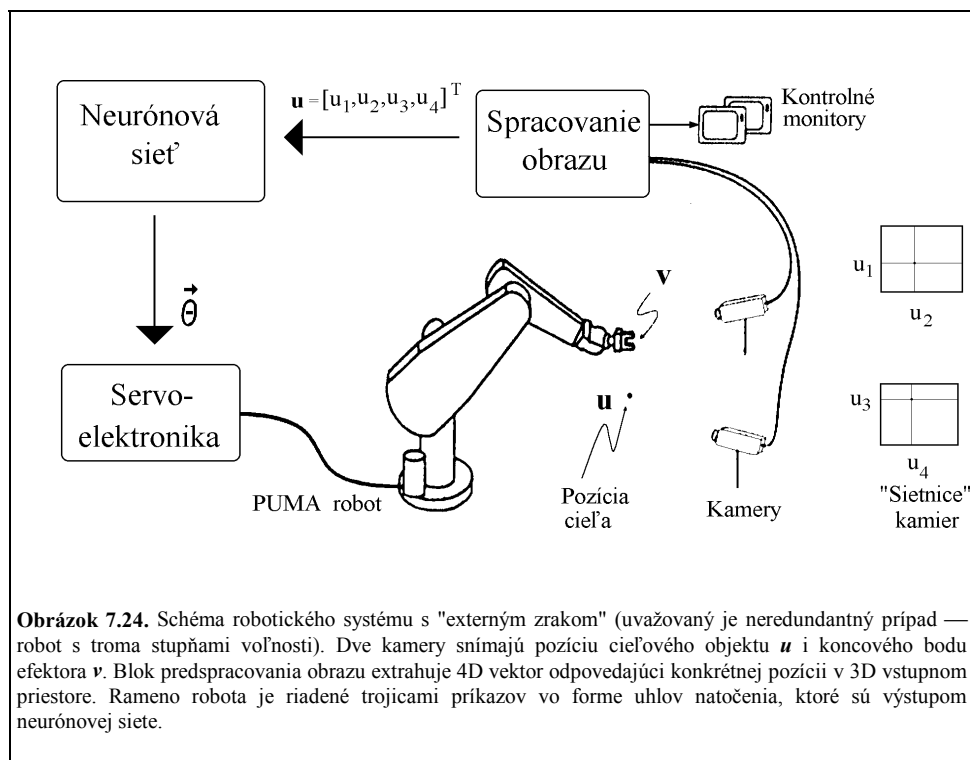 Neurónová
sieť
u = [u1,u2,u3,u4] T
Spracovanie
obrazu
Kontrolné
monitory
u1
u2
v
Θ
Servo-
elektronika
u
u3
u4
PUMA robot
Pozícia
cieľa
Kamery
"Sietnice"
kamier
Obrázok 7.24. Schéma robotického systému s "externým zrakom" (uvažovaný je neredundantný prípad —
robot s troma stupňami voľnosti). Dve kamery snímajú pozíciu cieľového objektu u i koncového bodu
efektora v. Blok predspracovania obrazu extrahuje 4D vektor odpovedajúci konkrétnej pozícii v 3D vstupnom
priestore. Rameno robota je riadené trojicami príkazov vo forme uhlov natočenia, ktoré sú výstupom
neurónovej siete.